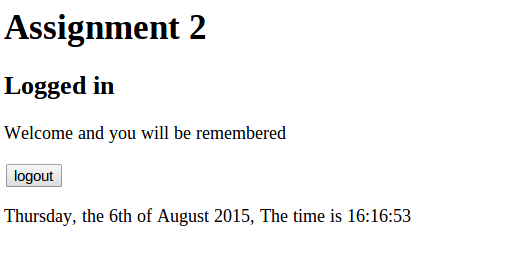 Assignment 2
Logged in
Welcome and you will be remembered
logout
Thursday, the 6th of August 2015, The time is 16:16:53